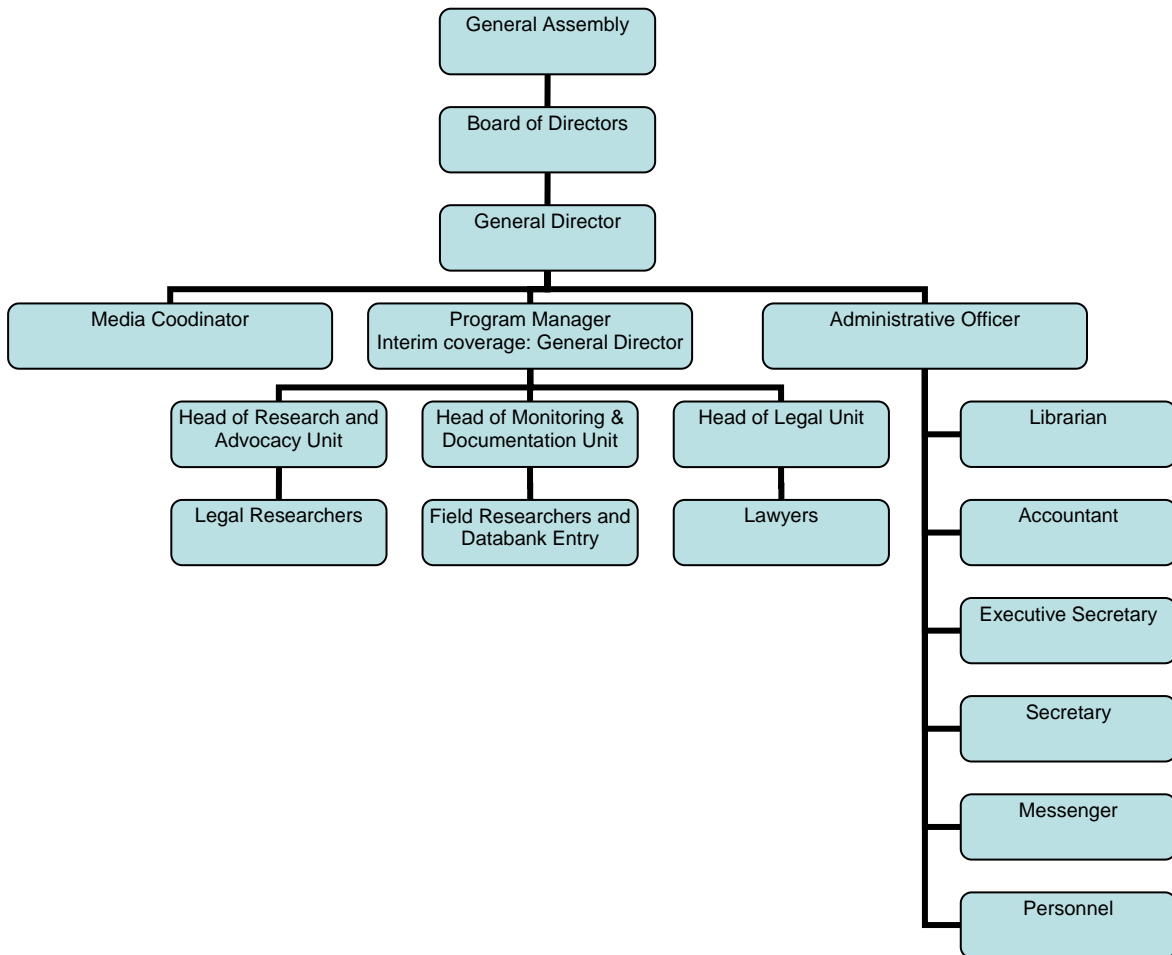 General Assembly
Board of Directors
General Director
Media Coodinator
Program Manager
Interim coverage: General Director
Administrative Officer
Head of Research and
Advocacy Unit
Head of Monitoring &
Documentation Unit
Head of Legal Unit
Librarian
Legal Researchers
Field Researchers and
Databank Entry
Lawyers
Accountant
Executive Secretary
Secretary
Messenger
Personnel